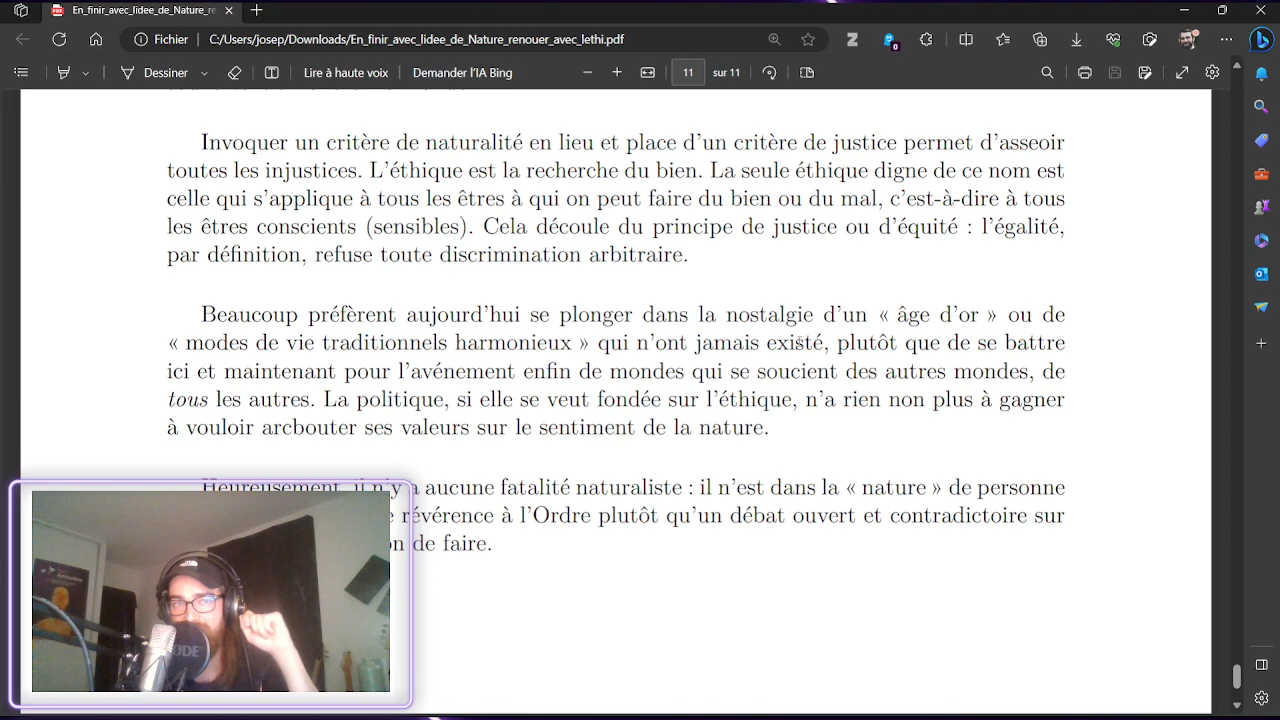 En_finir_avec_lidee_de_Nature_re
Fichier C:/Users/josep/Downloads/En_finir_avec_lidee_de_Nature_renouer_avec_lethi.pdf
Dessiner Lire à haute voix Demander l'IA Bing 11 sur 11
Invoquer un critère de naturalité en lieu et place d'un critère de justice permet d'asseoir
toutes les injustices. L'éthique est la recherche du bien. La seule éthique digne de ce nom est
celle qui s'applique à tous les êtres à qui on peut faire du bien ou du mal, c'est-à-dire à tous
les êtres conscients (sensibles). Cela découle du principe de justice ou d'équité : l'égalité,
par définition, refuse toute discrimination arbitraire.
Beaucoup préfèrent aujourd'hui se plonger dans la nostalgie d'un « âge d'or » ou de
« modes de vie traditionnels harmonieux » qui n'ont jamais existé, plutôt que de se battre
ici et maintenant pour l'avénement enfin de mondes qui se soucient des autres mondes, de
tous les autres. La politique, si elle se veut fondée sur l'éthique, n'a rien non plus à gagner
à vouloir arcbouter ses valeurs sur le sentiment de la nature.
Heureusement, il n'y a aucune fatalité naturaliste : il n'est dans la « nature » de personne
révérence à l'Ordre plutôt qu'un débat ouvert et contradictoire sur
de faire.